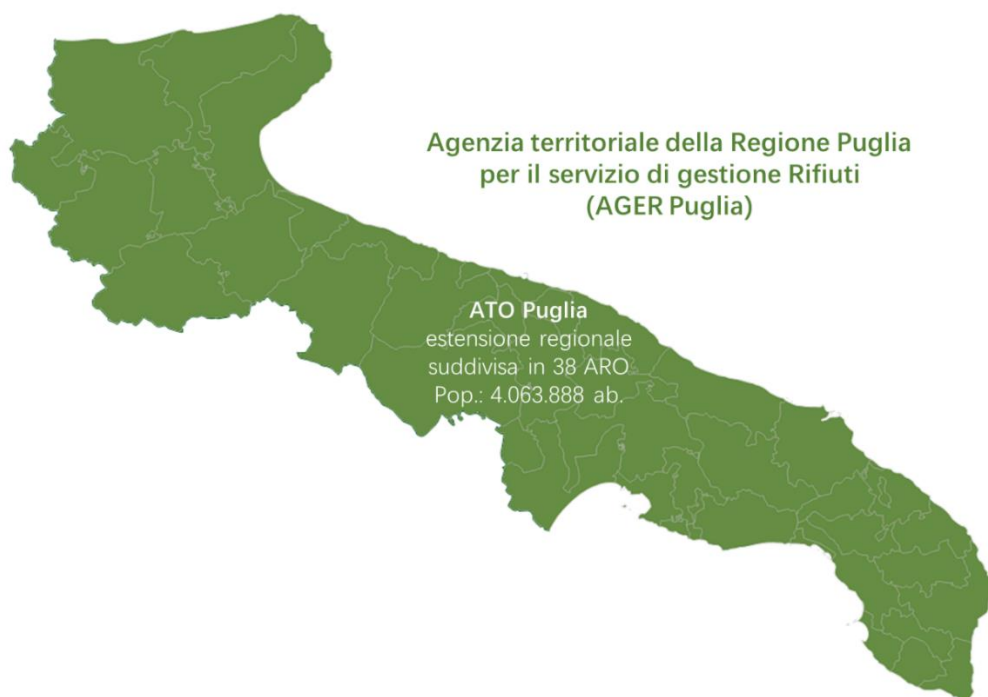 Agenzia territoriale della Regione Puglia
per il servizio di gestione Rifiuti
(AGER Puglia)
ATO Puglia
estensione regionale
suddivisa in 38 ARO
Pop.: 4.063.888 ab.